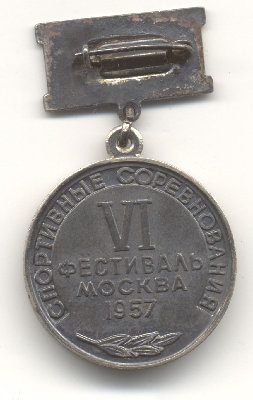 СПОРТИВНЫЕ СОРЕВНОВАНИЯ
VI
ФЕСТИВАЛЬ
МОСКВА
1957